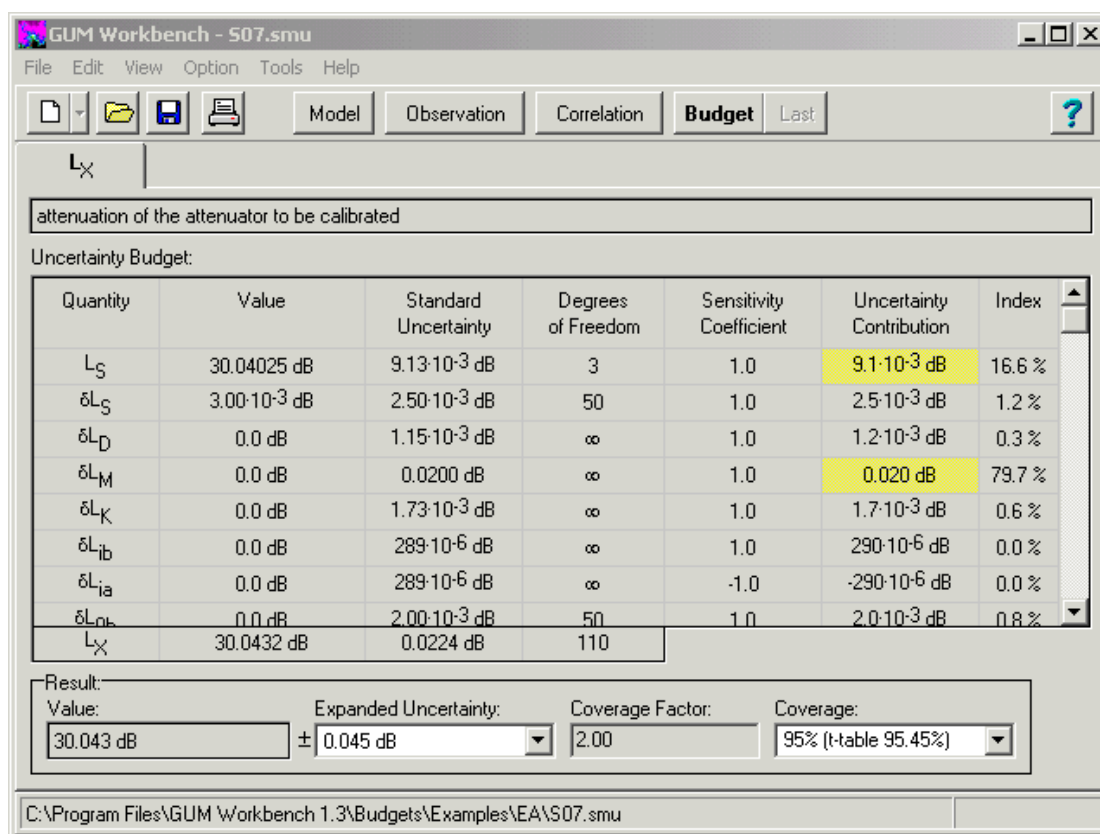 GUM Workbench - S07.smu
File Edit View Option Tools Help
Model Observation Correlation Budget Last ?
LX
attenuation of the attenuator to be calibrated
Uncertainty Budget:
Quantity Value Standard Uncertainty Degrees of Freedom Sensitivity Coefficient Uncertainty Contribution Index
LS 30.04025 dB 9.13·10-3 dB 3 1.0 9.1·10-3 dB 16.6 %
δLS 3.00·10-3 dB 2.50·10-3 dB 50 1.0 2.5·10-3 dB 1.2 %
δLD 0.0 dB 1.15·10-3 dB ∞ 1.0 1.2·10-3 dB 0.3 %
δLM 0.0 dB 0.0200 dB ∞ 1.0 0.020 dB 79.7 %
δLK 0.0 dB 1.73·10-3 dB ∞ 1.0 1.7·10-3 dB 0.6 %
δLib 0.0 dB 289·10-6 dB ∞ 1.0 290·10-6 dB 0.0 %
δLia 0.0 dB 289·10-6 dB ∞ -1.0 -290·10-6 dB 0.0 %
δL0b 0.0 dB 2.00·10-3 dB 50 1.0 2.0·10-3 dB 0.8 %
LX 30.0432 dB 0.0224 dB 110
Result:
Value: Expanded Uncertainty: Coverage Factor: Coverage:
30.043 dB ± 0.045 dB 2.00 95% (t-table 95.45%)
C:\Program Files\GUM Workbench 1.3\Budgets\Examples\EA\S07.smu